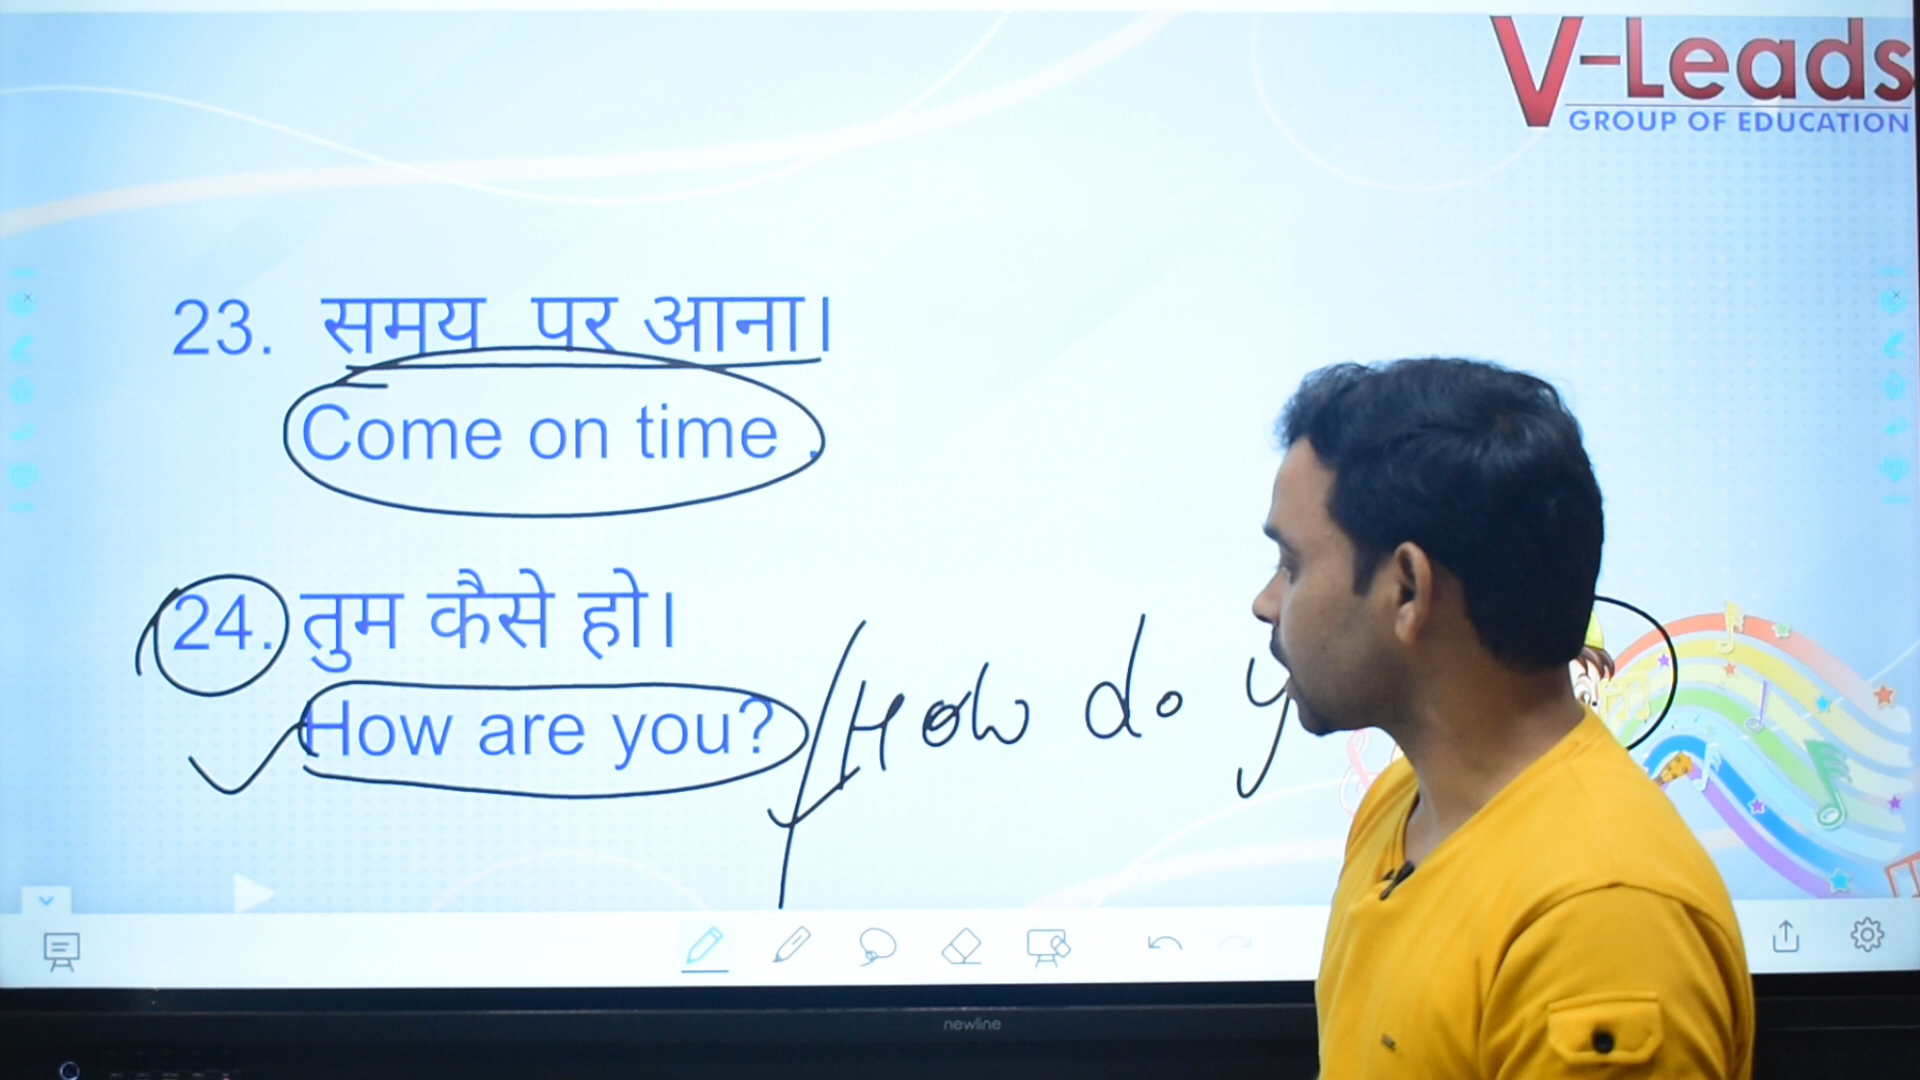 V-Leads
GROUP OF EDUCATION
23. समय पर आना।
Come on time .
24. तुम कैसे हो।
How are you? / How do y
newline